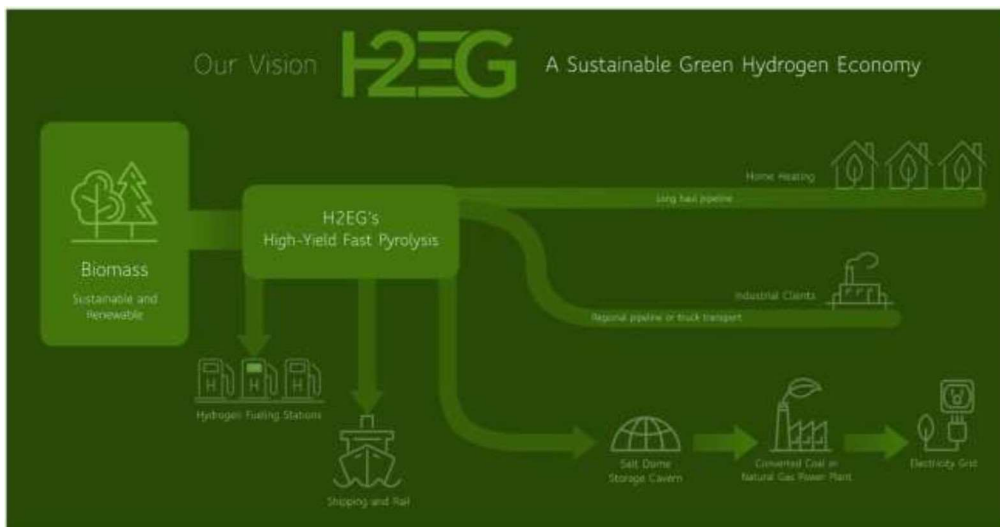 Our Vision H2EG A Sustainable Green Hydrogen Economy
Home Heating
Long haul pipeline
H2EG's
High-Yield Fast Pyrolysis
Biomass
Sustainable and
Renewable
Industrial Clients
Regional pipeline or truck transport
H H H
Hydrogen Fueling Stations
Shipping and Rail
Salt Dome
Storage Cavern
Converted Coal in
Natural Gas Power Plant
Electricity Grid